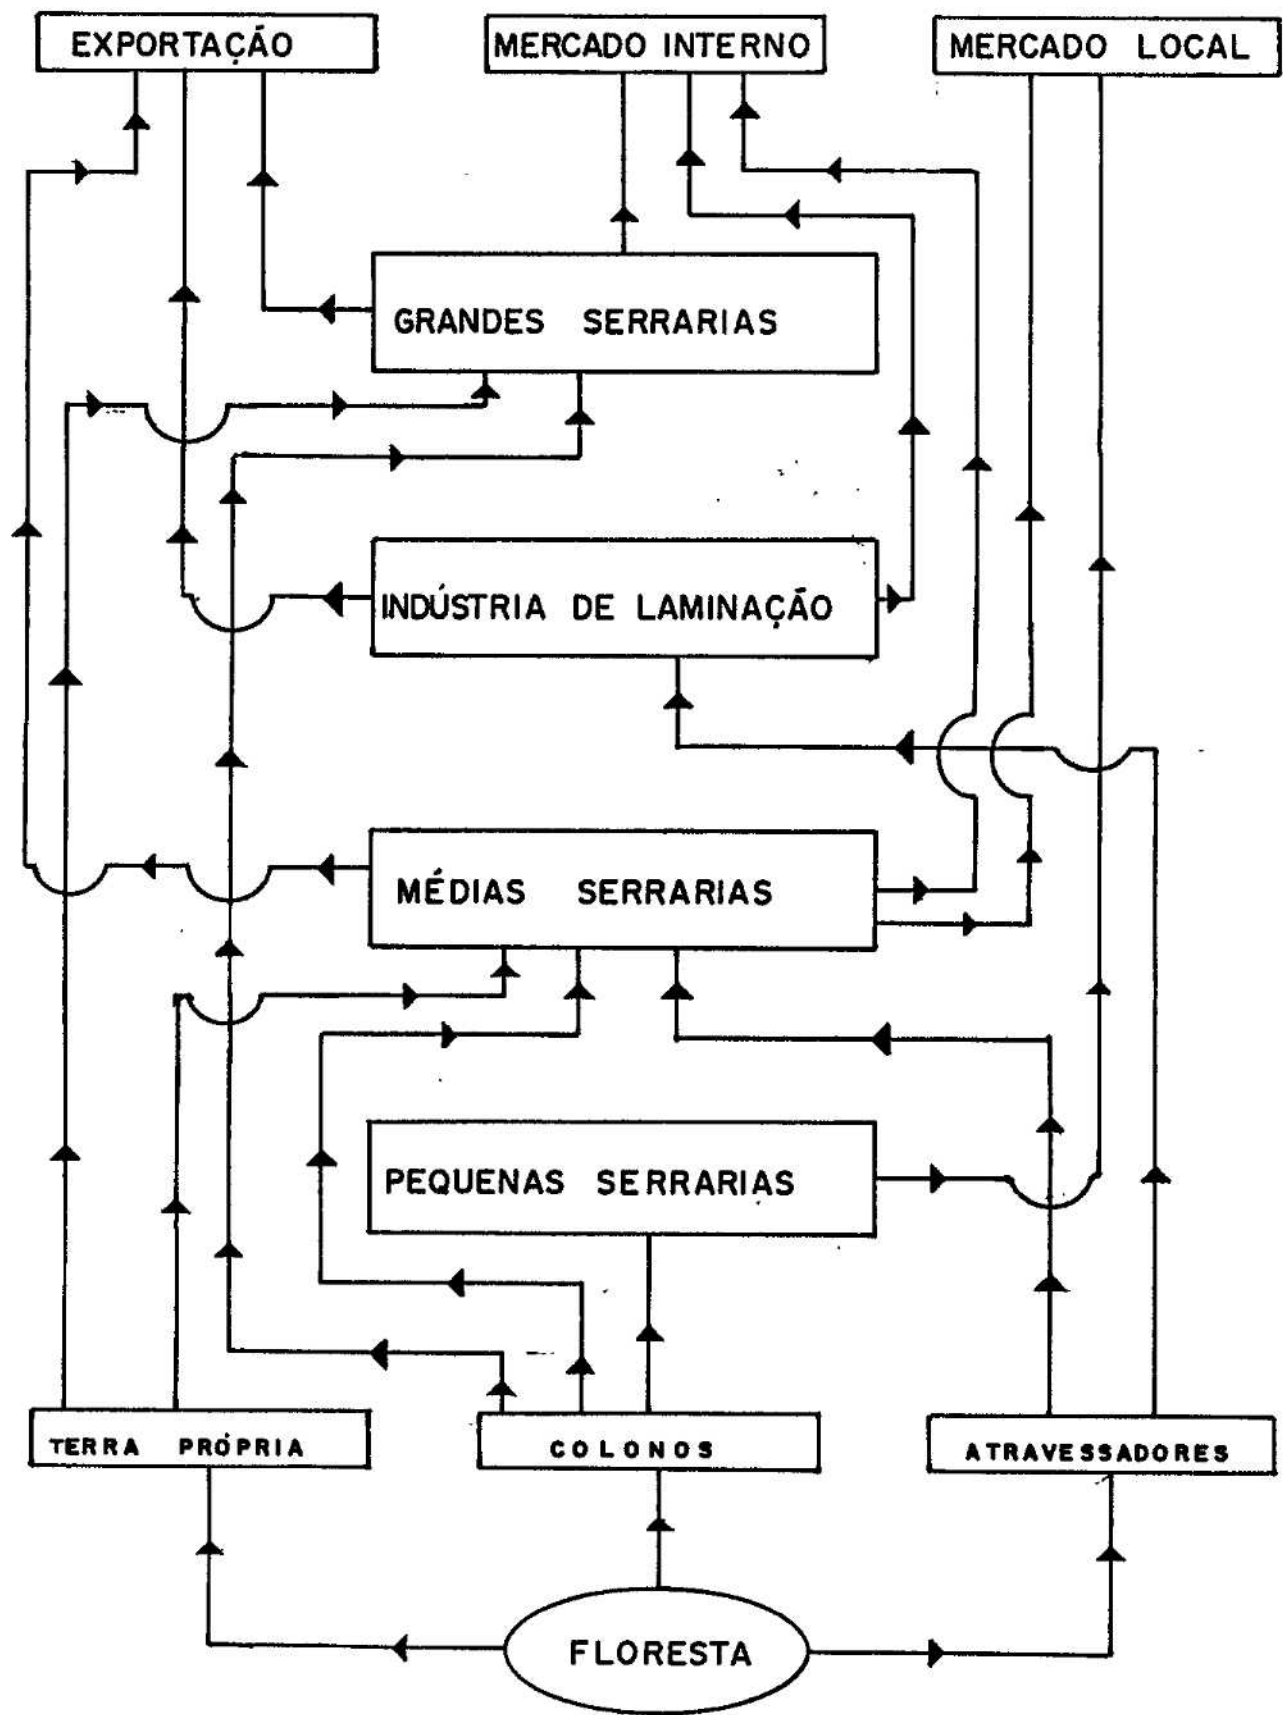 EXPORTAÇÃO
MERCADO INTERNO
MERCADO LOCAL
GRANDES SERRARIAS
INDÚSTRIA DE LAMINAÇÃO
MÉDIAS SERRARIAS
PEQUENAS SERRARIAS
TERRA PRÓPRIA
COLONOS
ATRAVESSADORES
FLORESTA